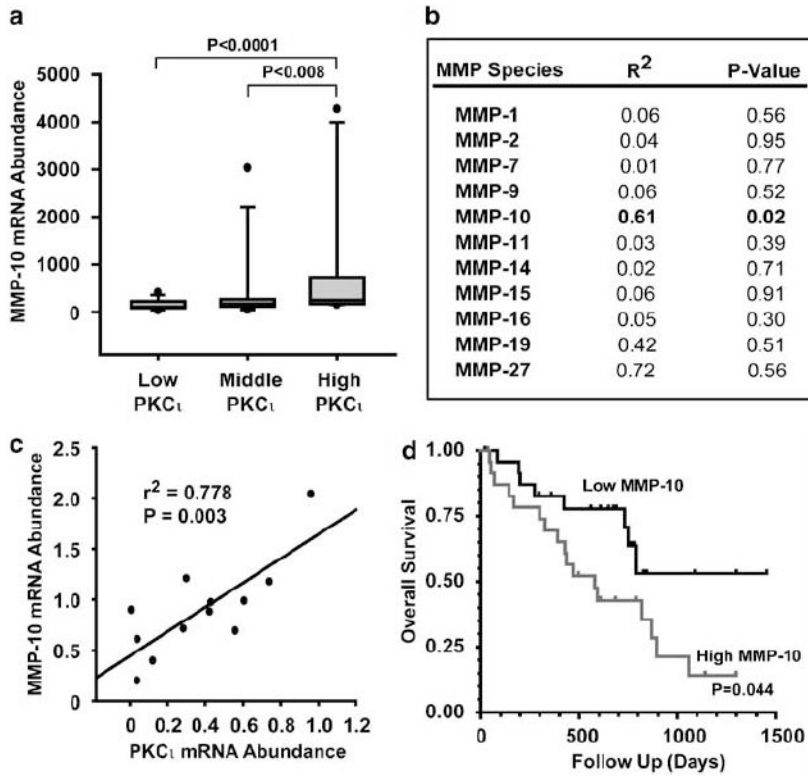 a
P<0.0001
P<0.008
MMP-10 mRNA Abundance
5000
4000
3000
2000
1000
0
Low PKCι
Middle PKCι
High PKCι
b
MMP Species R2 P-Value
MMP-1 0.06 0.56
MMP-2 0.04 0.95
MMP-7 0.01 0.77
MMP-9 0.06 0.52
MMP-10 0.61 0.02
MMP-11 0.03 0.39
MMP-14 0.02 0.71
MMP-15 0.06 0.91
MMP-16 0.05 0.30
MMP-19 0.42 0.51
MMP-27 0.72 0.56
c
MMP-10 mRNA Abundance
2.5
2.0
1.5
1.0
0.5
0
r2 = 0.778
P = 0.003
0 0.2 0.4 0.6 0.8 1.0 1.2
PKCι mRNA Abundance
d
Overall Survival
1.00
0.75
0.50
0.25
0.00
Low MMP-10
High MMP-10
P=0.044
0 500 1000 1500
Follow Up (Days)